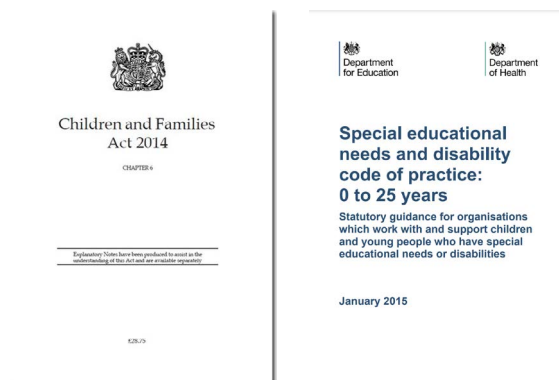 Children and Families
Act 2014
CHAPTER 6
Explanatory Notes have been produced to assist in the
understanding of this Act and are available separately
£28.75
Department
for Education
Department
of Health
Special educational
needs and disability
code of practice:
0 to 25 years
Statutory guidance for organisations
which work with and support children
and young people who have special
educational needs or disabilities
January 2015